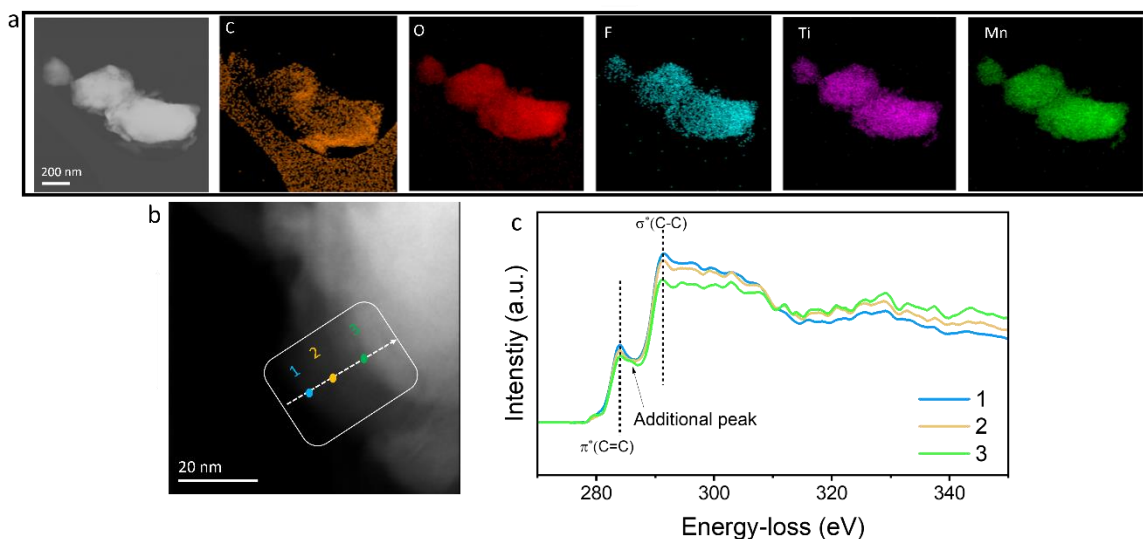 a
C
O
F
Ti
Mn
200 nm
b
1
2
3
20 nm
c
σ*(C-C)
Additional peak
π*(C=C)
1
2
3
Intenstiy (a.u.)
280
300
320
340
Energy-loss (eV)